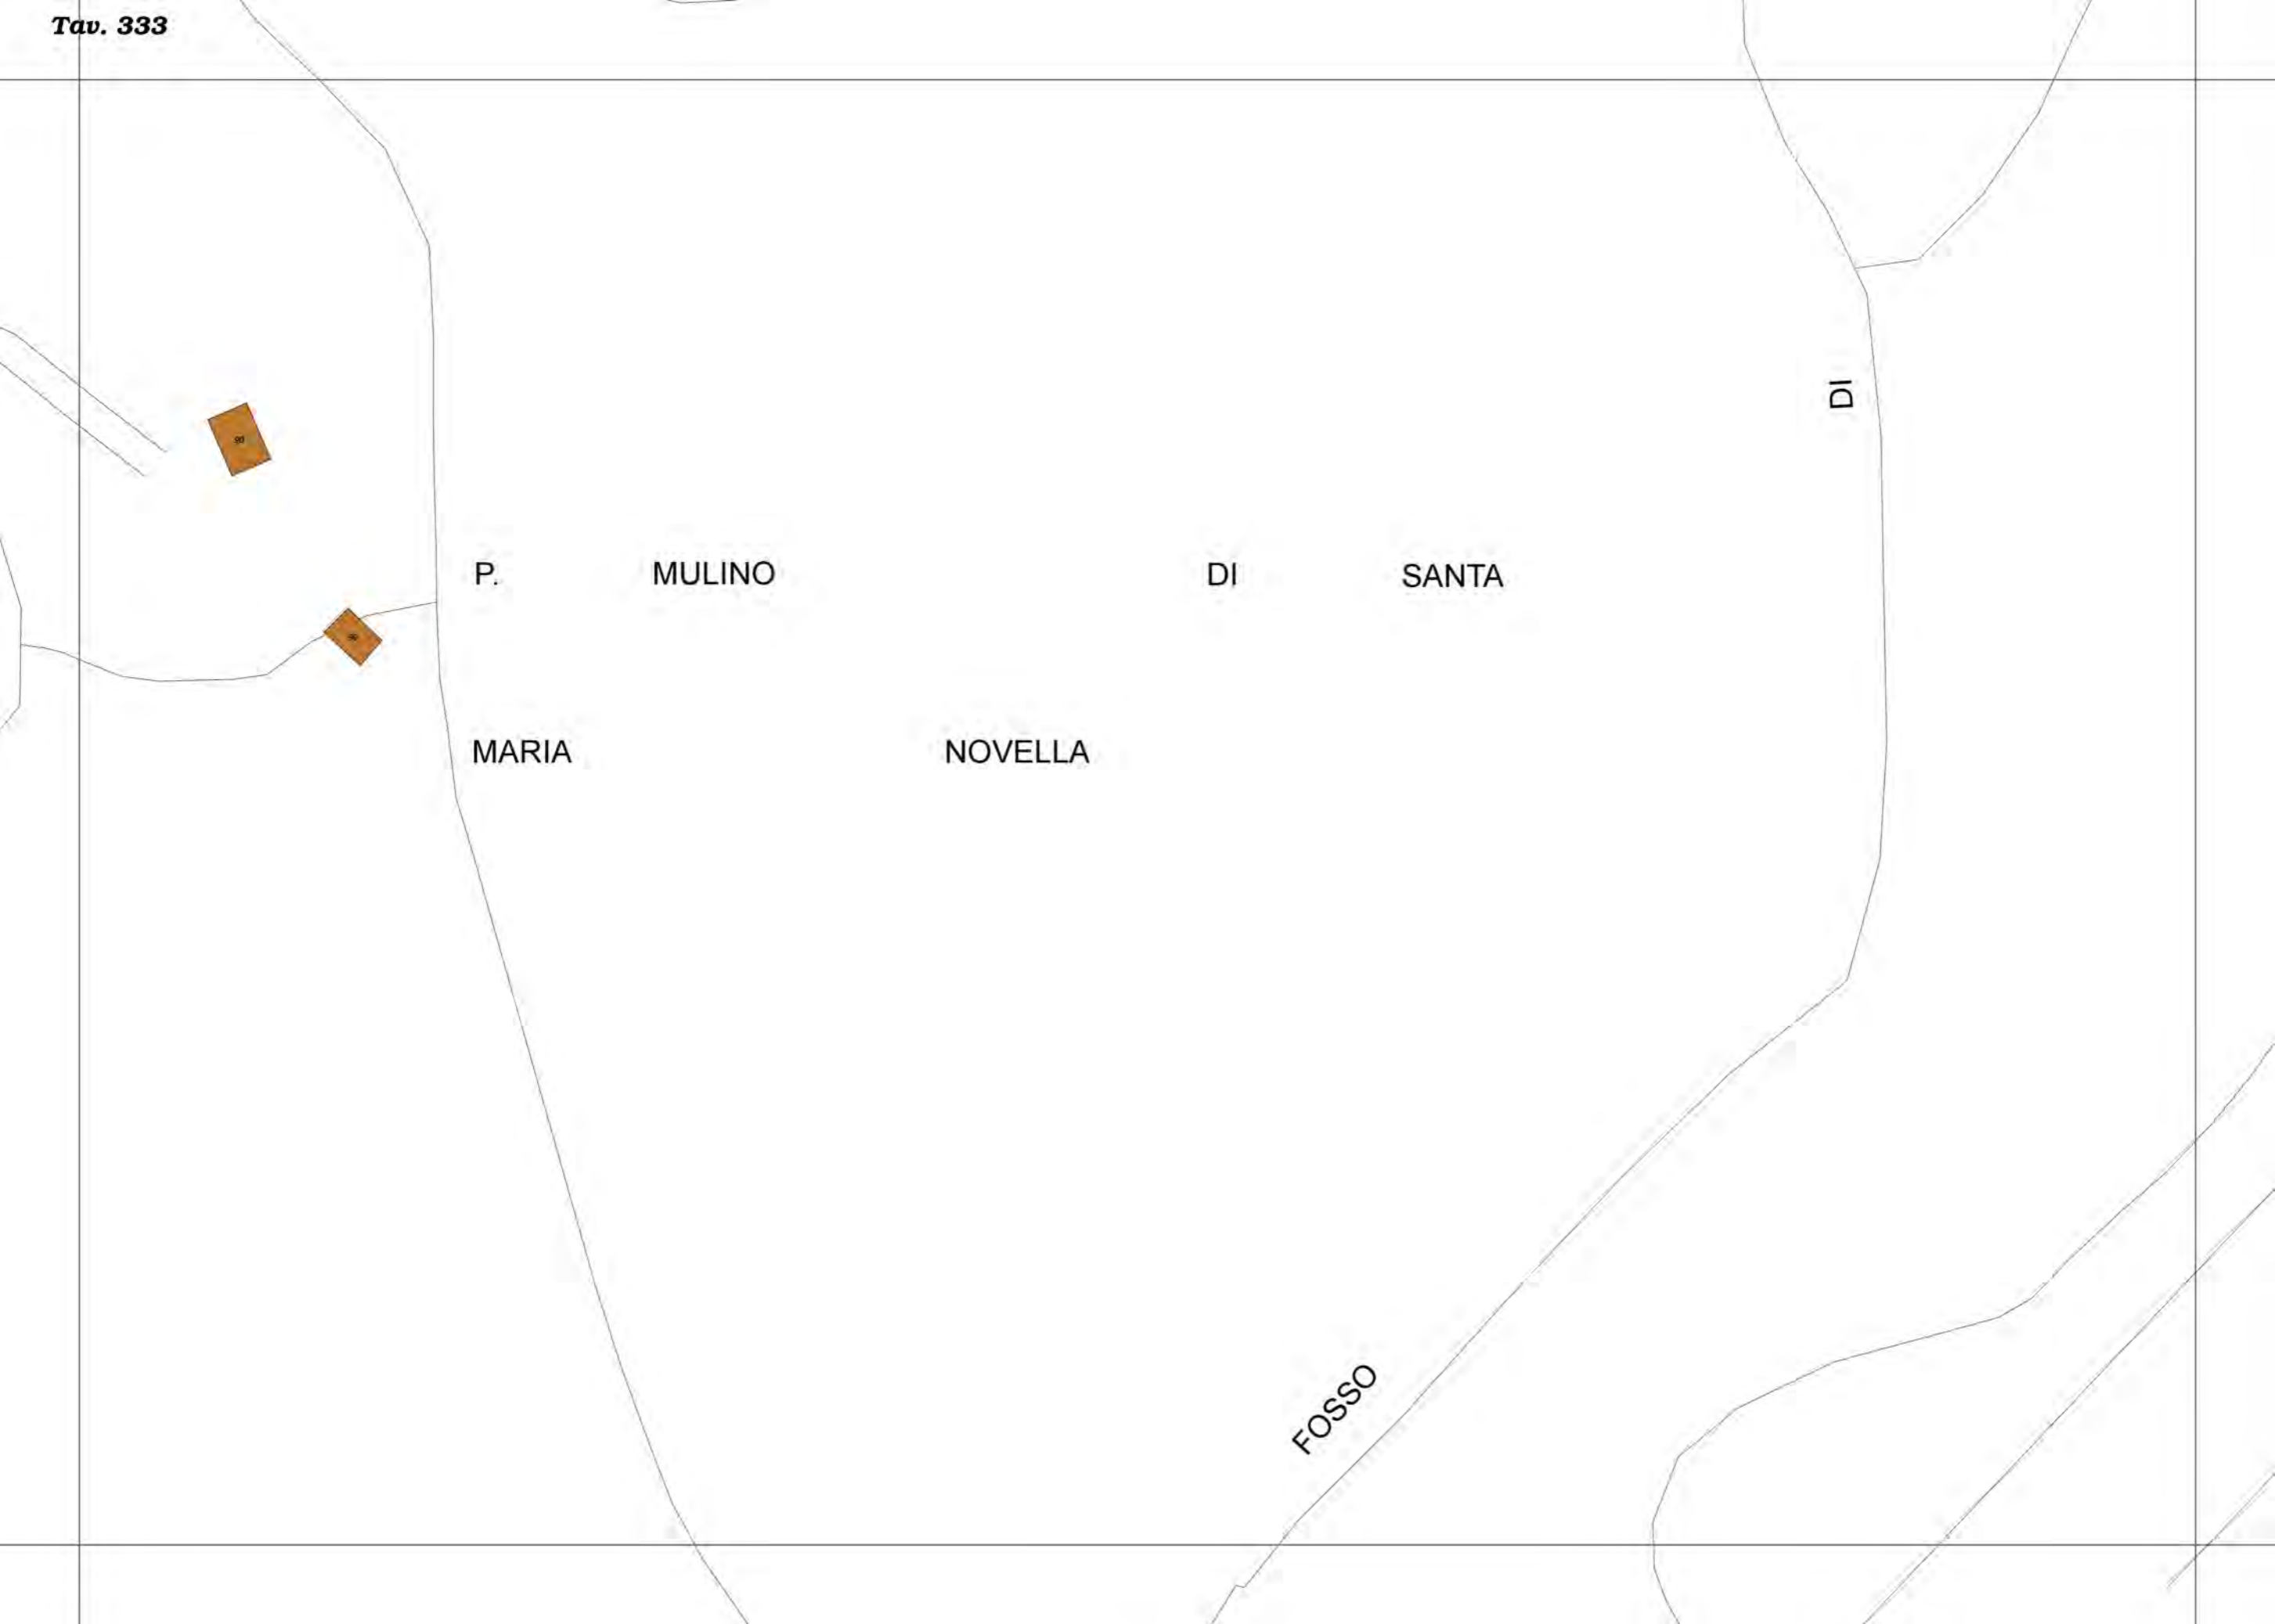 Tav. 333
DI
P. MULINO DI SANTA
MARIA NOVELLA
FOSSO